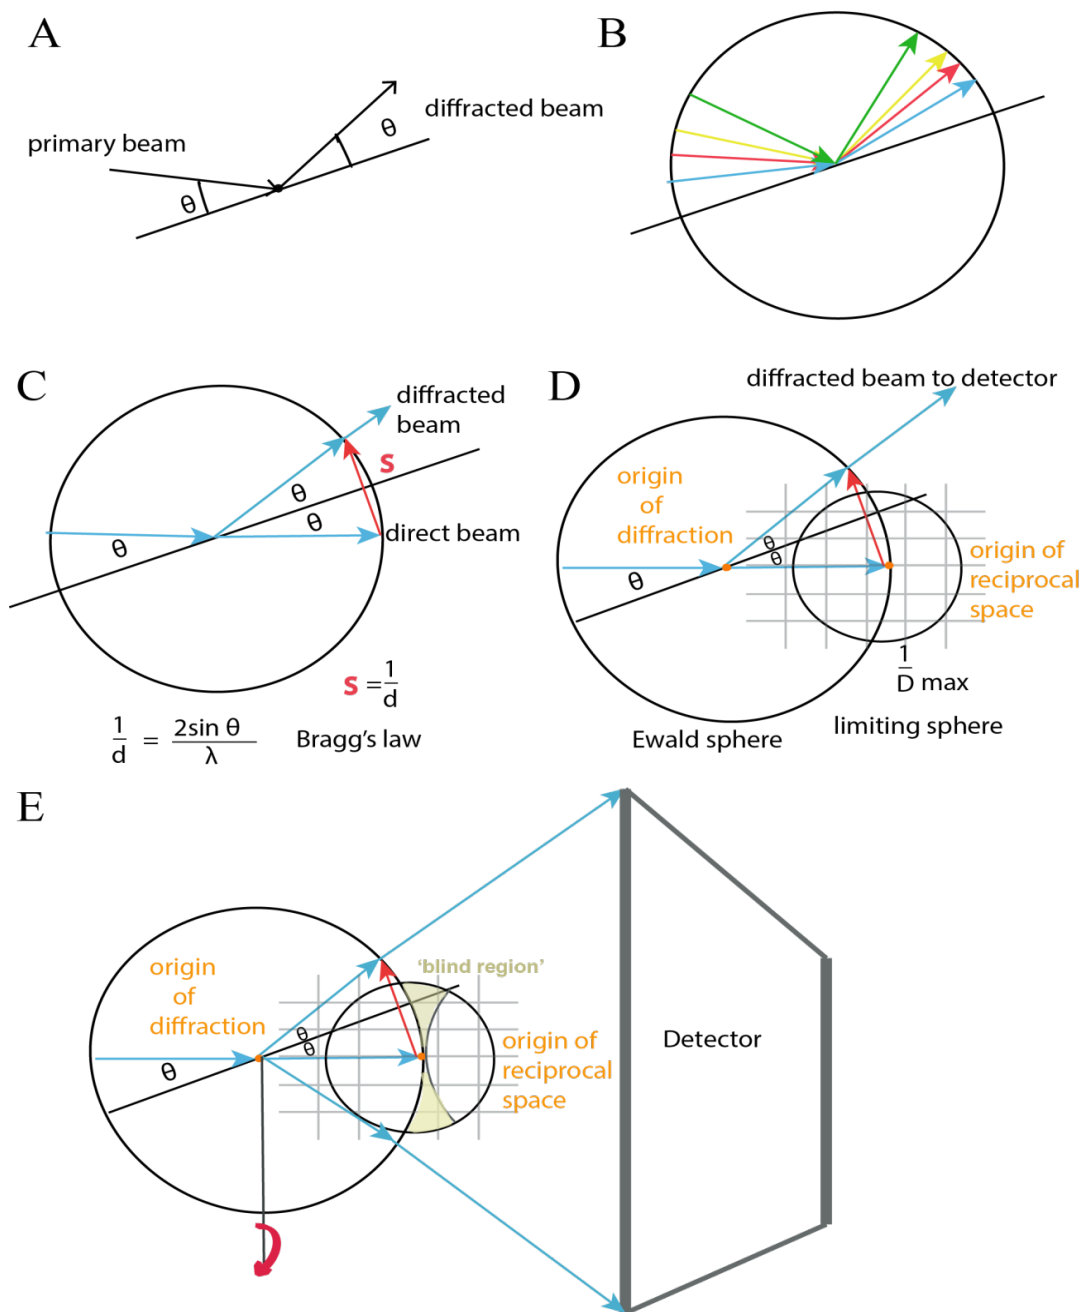 A
primary beam
θ
diffracted beam
θ
B
C
diffracted
beam
s
θ
θ
θ
direct beam
s = 1/d
1/d = 2sin θ/λ Bragg's law
D
diffracted beam to detector
origin
of
diffraction
θ
θ
θ
origin of
reciprocal
space
1/D max
limiting sphere
Ewald sphere
E
origin
of
diffraction
θ
θ
θ
'blind region'
origin of
reciprocal
space
Detector